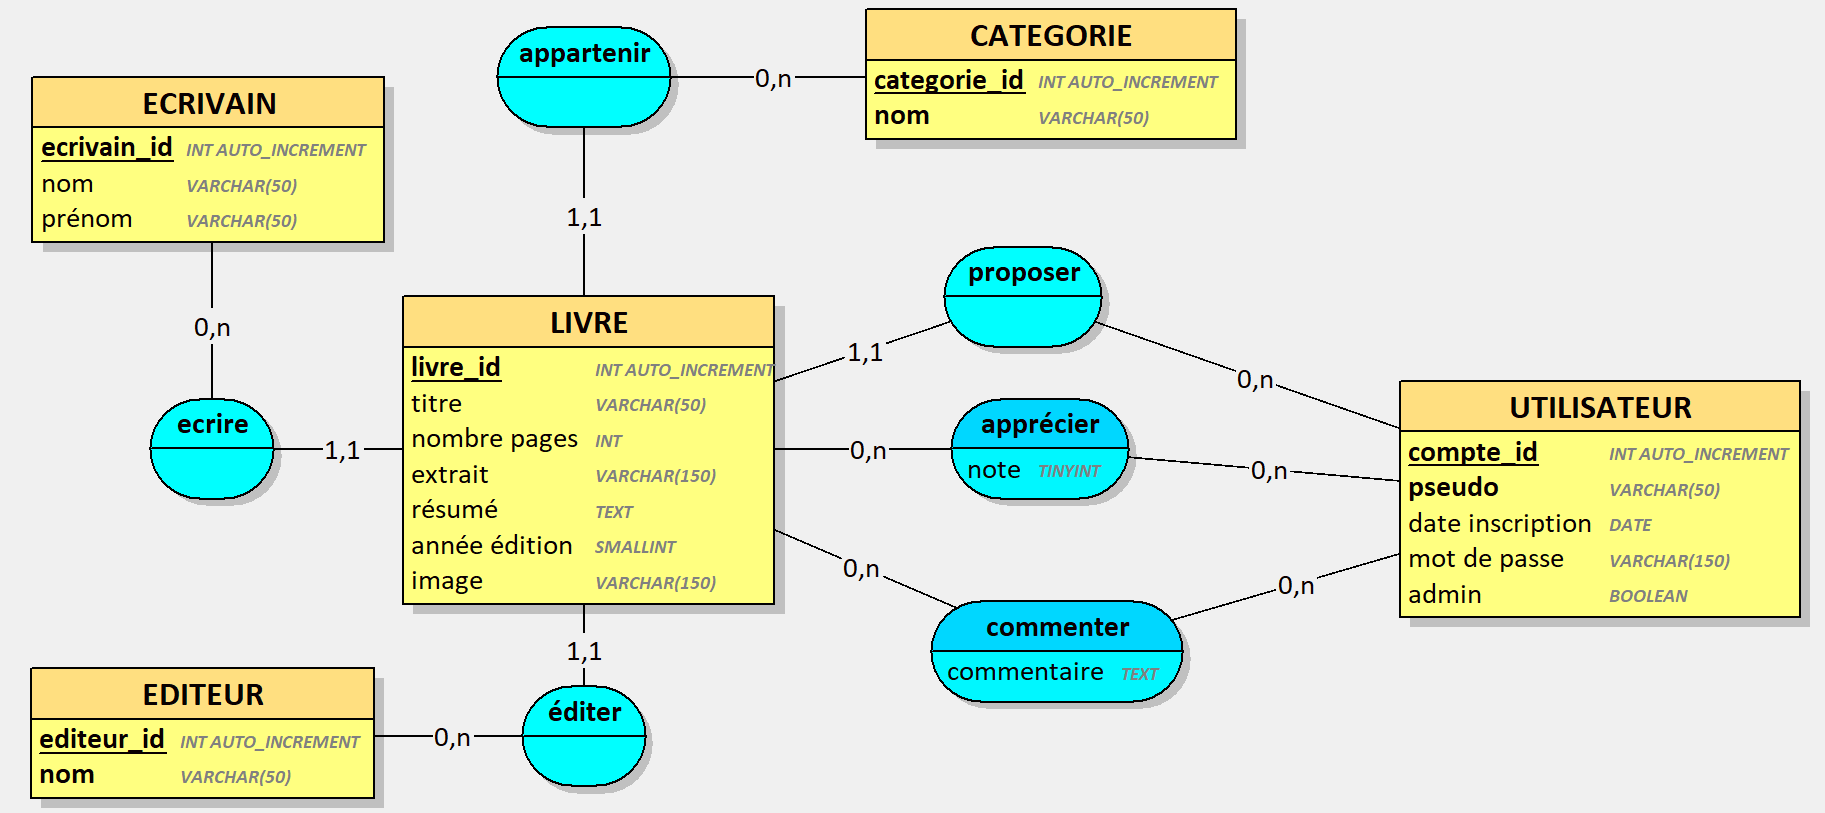 appartenir
0,n
CATEGORIE
categorie_id INT AUTO_INCREMENT
nom VARCHAR(50)
ECRIVAIN
ecrivain_id INT AUTO_INCREMENT
nom VARCHAR(50)
prénom VARCHAR(50)
1,1
0,n
ecrire
1,1
LIVRE
livre_id INT AUTO_INCREMENT
titre VARCHAR(50)
nombre pages INT
extrait VARCHAR(150)
résumé TEXT
année édition SMALLINT
image VARCHAR(150)
proposer
1,1
0,n
apprécier
note TINYINT
0,n
0,n
commenter
commentaire TEXT
0,n
0,n
UTILISATEUR
compte_id INT AUTO_INCREMENT
pseudo VARCHAR(50)
date inscription DATE
mot de passe VARCHAR(150)
admin BOOLEAN
1,1
éditer
0,n
EDITEUR
editeur_id INT AUTO_INCREMENT
nom VARCHAR(50)